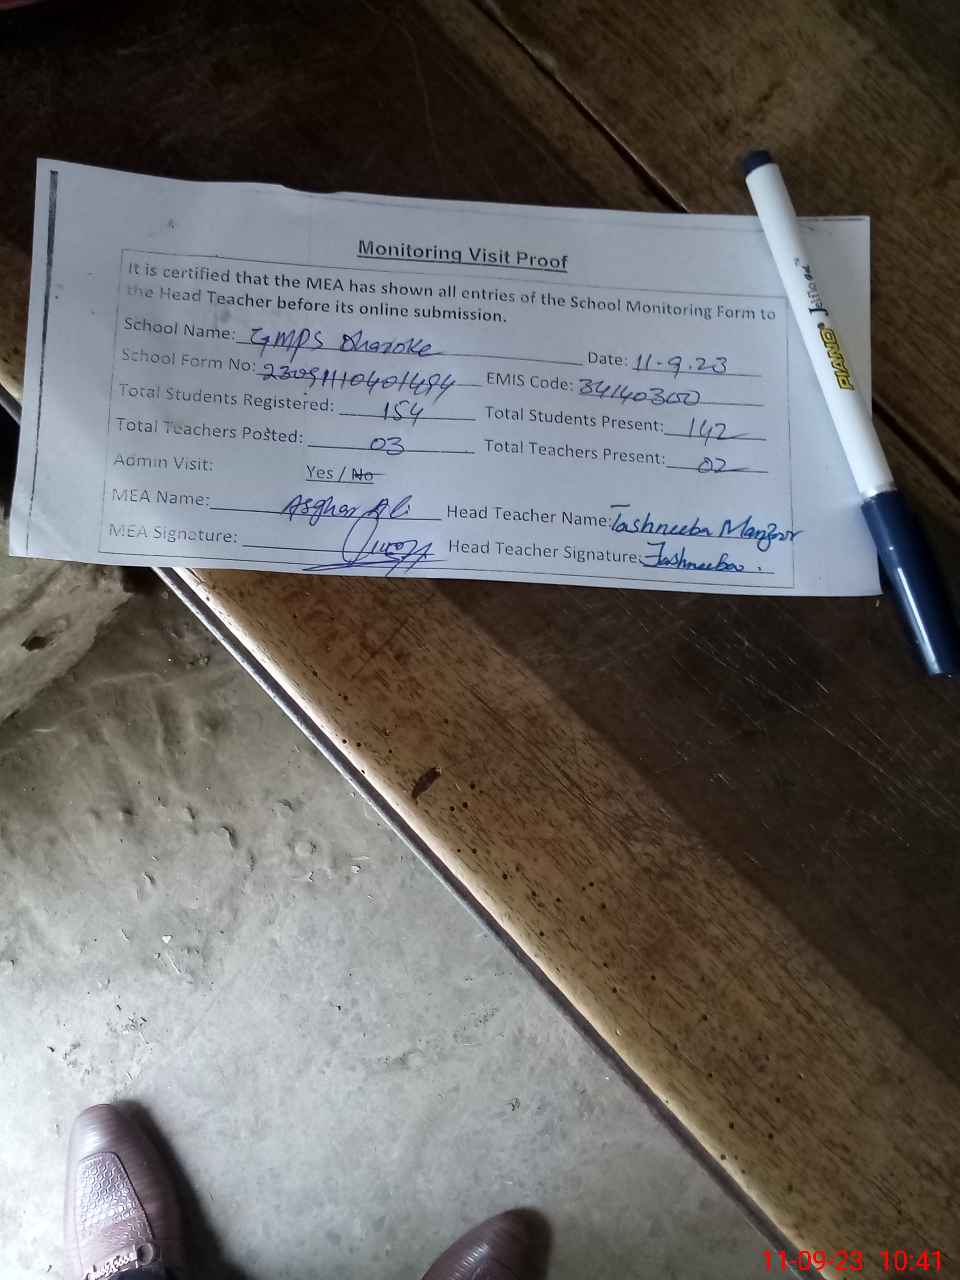 Monitoring Visit Proof
It is certified that the MEA has shown all entries of the School Monitoring Form to
the Head Teacher before its online submission.
School Name: GMPS Dhazoke Date: 11-9-23
School Form No: EMIS Code: 34140300
Total Students Registered: 154 Total Students Present: 142
Total Teachers Posted: 03 Total Teachers Present: 02
Admin Visit: Yes / No
MEA Name: Asghar Ali Head Teacher Name: Tashneeba Manzoor
MEA Signature: Head Teacher Signature: Tashneeba.
PIANO
11-09-23 10:41